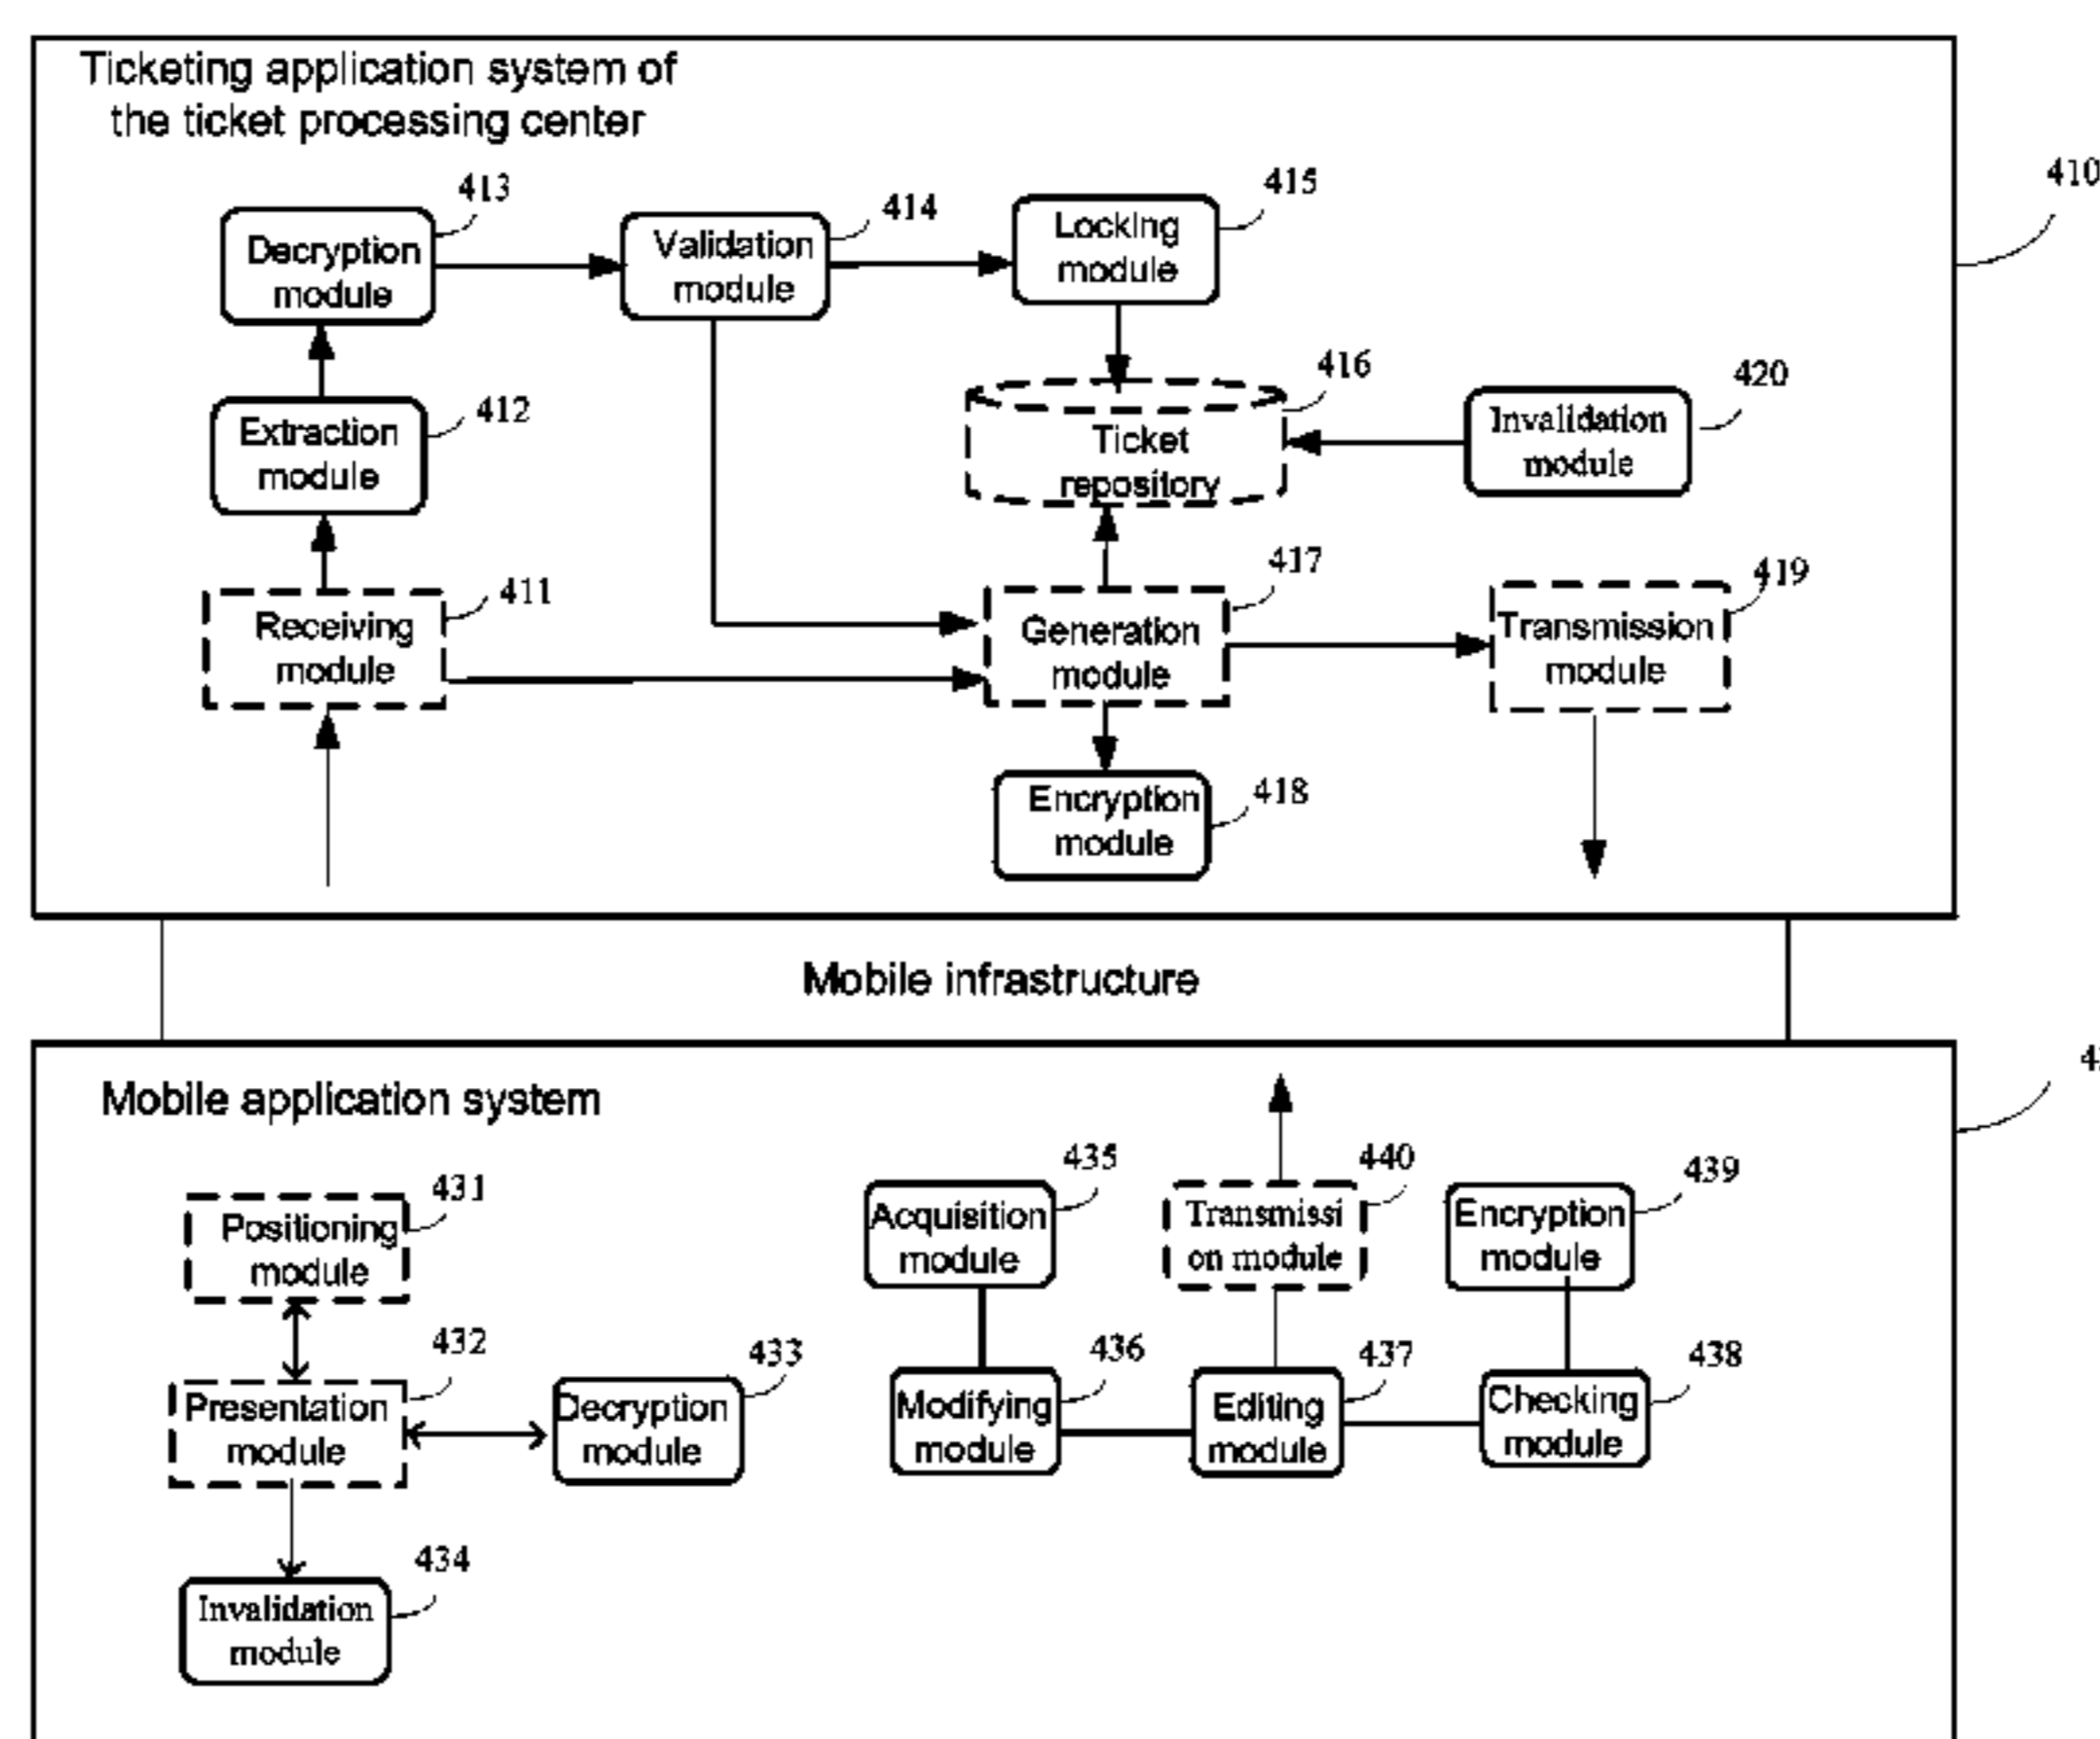 Ticketing application system of
the ticket processing center
410
413
Decryption
module
414
Validation
module
415
Locking
module
412
Extraction
module
416
Ticket
repository
420
Invalidation
module
411
Receiving
module
417
Generation
module
419
Transmission
module
418
Encryption
module
Mobile infrastructure
Mobile application system
431
Positioning
module
435
Acquisition
module
440
Transmissi
on module
439
Encryption
module
432
Presentation
module
433
Decryption
module
436
Modifying
module
437
Editing
module
438
Checking
module
434
Invalidation
module